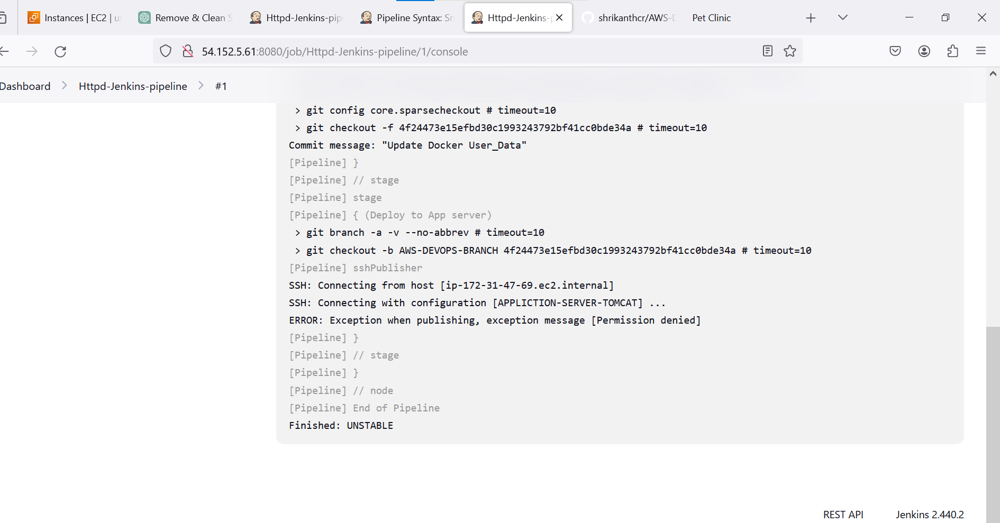 Instances | EC2 | us
Remove & Clean S
Httpd-Jenkins-pip
Pipeline Syntax: Sn
Httpd-Jenkins-p
shrikanthcr/AWS-D
Pet Clinic
54.152.5.61:8080/job/Httpd-Jenkins-pipeline/1/console
Dashboard > Httpd-Jenkins-pipeline > #1
> git config core.sparsecheckout # timeout=10
> git checkout -f 4f24473e15efbd30c1993243792bf41cc0bde34a # timeout=10
Commit message: "Update Docker User_Data"
[Pipeline] }
[Pipeline] // stage
[Pipeline] stage
[Pipeline] { (Deploy to App server)
> git branch -a -v --no-abbrev # timeout=10
> git checkout -b AWS-DEVOPS-BRANCH 4f24473e15efbd30c1993243792bf41cc0bde34a # timeout=10
[Pipeline] sshPublisher
SSH: Connecting from host [ip-172-31-47-69.ec2.internal]
SSH: Connecting with configuration [APPLICTION-SERVER-TOMCAT] ...
ERROR: Exception when publishing, exception message [Permission denied]
[Pipeline] }
[Pipeline] // stage
[Pipeline] }
[Pipeline] // node
[Pipeline] End of Pipeline
Finished: UNSTABLE
REST API
Jenkins 2.440.2